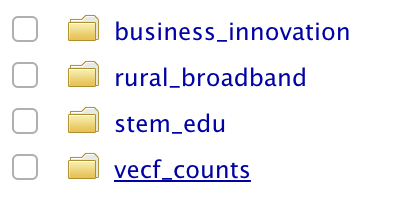 business_innovation
rural_broadband
stem_edu
vecf_counts